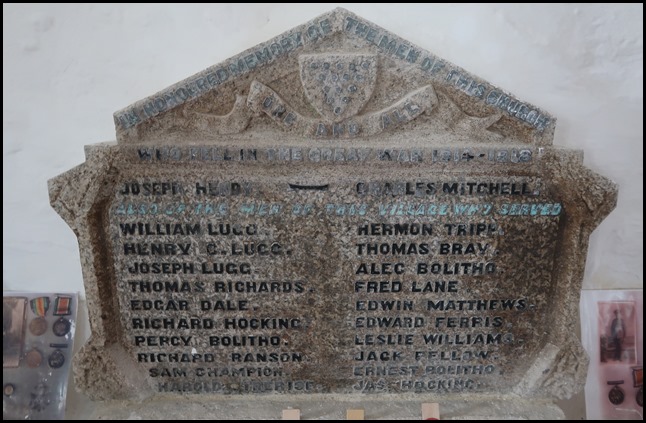 IN HONOURED MEMORY OF THE MEN OF THIS CHURCH
ONE AND ALL
WHO FELL IN THE GREAT WAR 1914-1918
JOSEPH HENDY. CHARLES MITCHELL.
ALSO OF THE MEN OF THIS VILLAGE WHO SERVED
WILLIAM LUGG. HERMON TRIPP.
HENRY C. LUGG. THOMAS BRAY.
JOSEPH LUGG. ALEC BOLITHO.
THOMAS RICHARDS. FRED LANE.
EDGAR DALE. EDWIN MATTHEWS.
RICHARD HOCKING. EDWARD FERRIS.
PERCY BOLITHO. LESLIE WILLIAMS.
RICHARD RANSON. JACK FELLOW.
SAM CHAMPION. ERNEST BOLITHO.
HAROLD JAS. HOCKING.